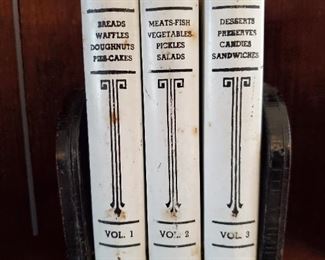 BREADS
WAFFLES
DOUGHNUTS
PIES-CAKES
VOL. 1
MEATS-FISH
VEGETABLES
PICKLES
SALADS
VOL. 2
DESSERTS
PRESERVES
CANDIES
SANDWICHES
VOL. 3